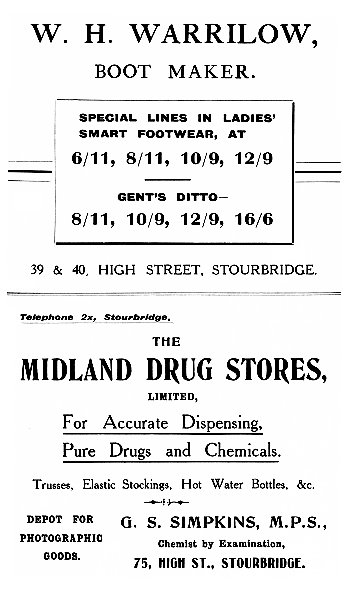 W. H. WARRILOW,
BOOT MAKER.
SPECIAL LINES IN LADIES'
SMART FOOTWEAR, AT
6/11, 8/11, 10/9, 12/9
GENT'S DITTO—
8/11, 10/9, 12/9, 16/6
39 & 40, HIGH STREET, STOURBRIDGE.
Telephone 2x, Stourbridge.
THE
MIDLAND DRUG STORES,
LIMITED,
For Accurate Dispensing,
Pure Drugs and Chemicals.
Trusses, Elastic Stockings, Hot Water Bottles, &c.
DEPOT FOR
PHOTOGRAPHIC
GOODS.
G. S. SIMPKINS, M.P.S.,
Chemist by Examination,
75, HIGH ST., STOURBRIDGE.